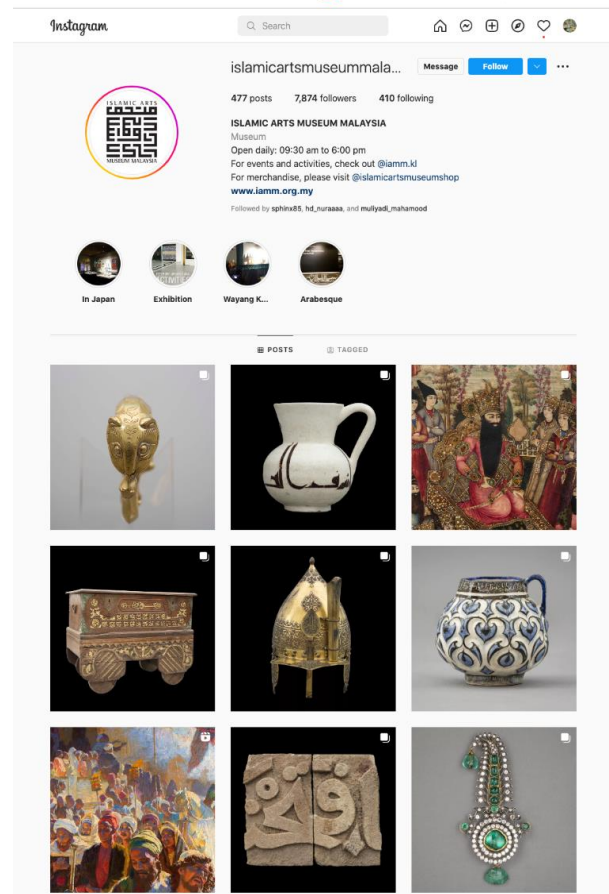 Instagram
Search
islamicartsmuseummala...
Message
Follow
477 posts
7,874 followers
410 following
ISLAMIC ARTS
MUSEUM MALAYSIA
ISLAMIC ARTS MUSEUM MALAYSIA
Museum
Open daily: 09:30 am to 6:00 pm
For events and activities, check out @iamm.kl
For merchandise, please visit @islamicartsmuseumshop
www.iamm.org.my
Followed by sphinx85, hd_nuraaaa, and muliyadi_mahamood
In Japan
Exhibition
Wayang K...
Arabesque
POSTS
TAGGED